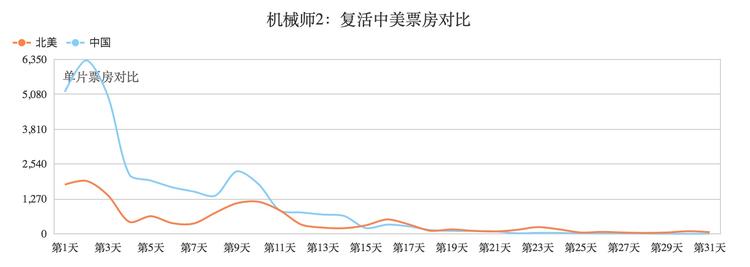 机械师2：复活中美票房对比
北美 中国
单片票房对比
6,350
5,080
3,810
2,540
1,270
0
第1天 第3天 第5天 第7天 第9天 第11天 第13天 第15天 第17天 第19天 第21天 第23天 第25天 第27天 第29天 第31天